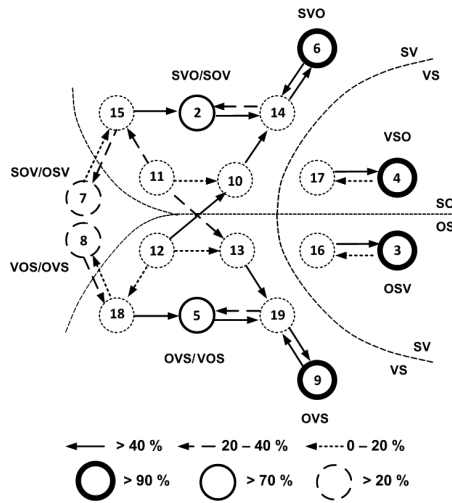 SVO
6
SV
VS
SVO/SOV
15
2
14
VSO
SOV/OSV
11
10
17
4
7
SO
OS
8
12
13
16
3
VOS/OVS
OSV
18
5
19
SV
VS
OVS/VOS
9
OVS
> 40 %
20 – 40 %
0 – 20 %
> 90 %
> 70 %
> 20 %